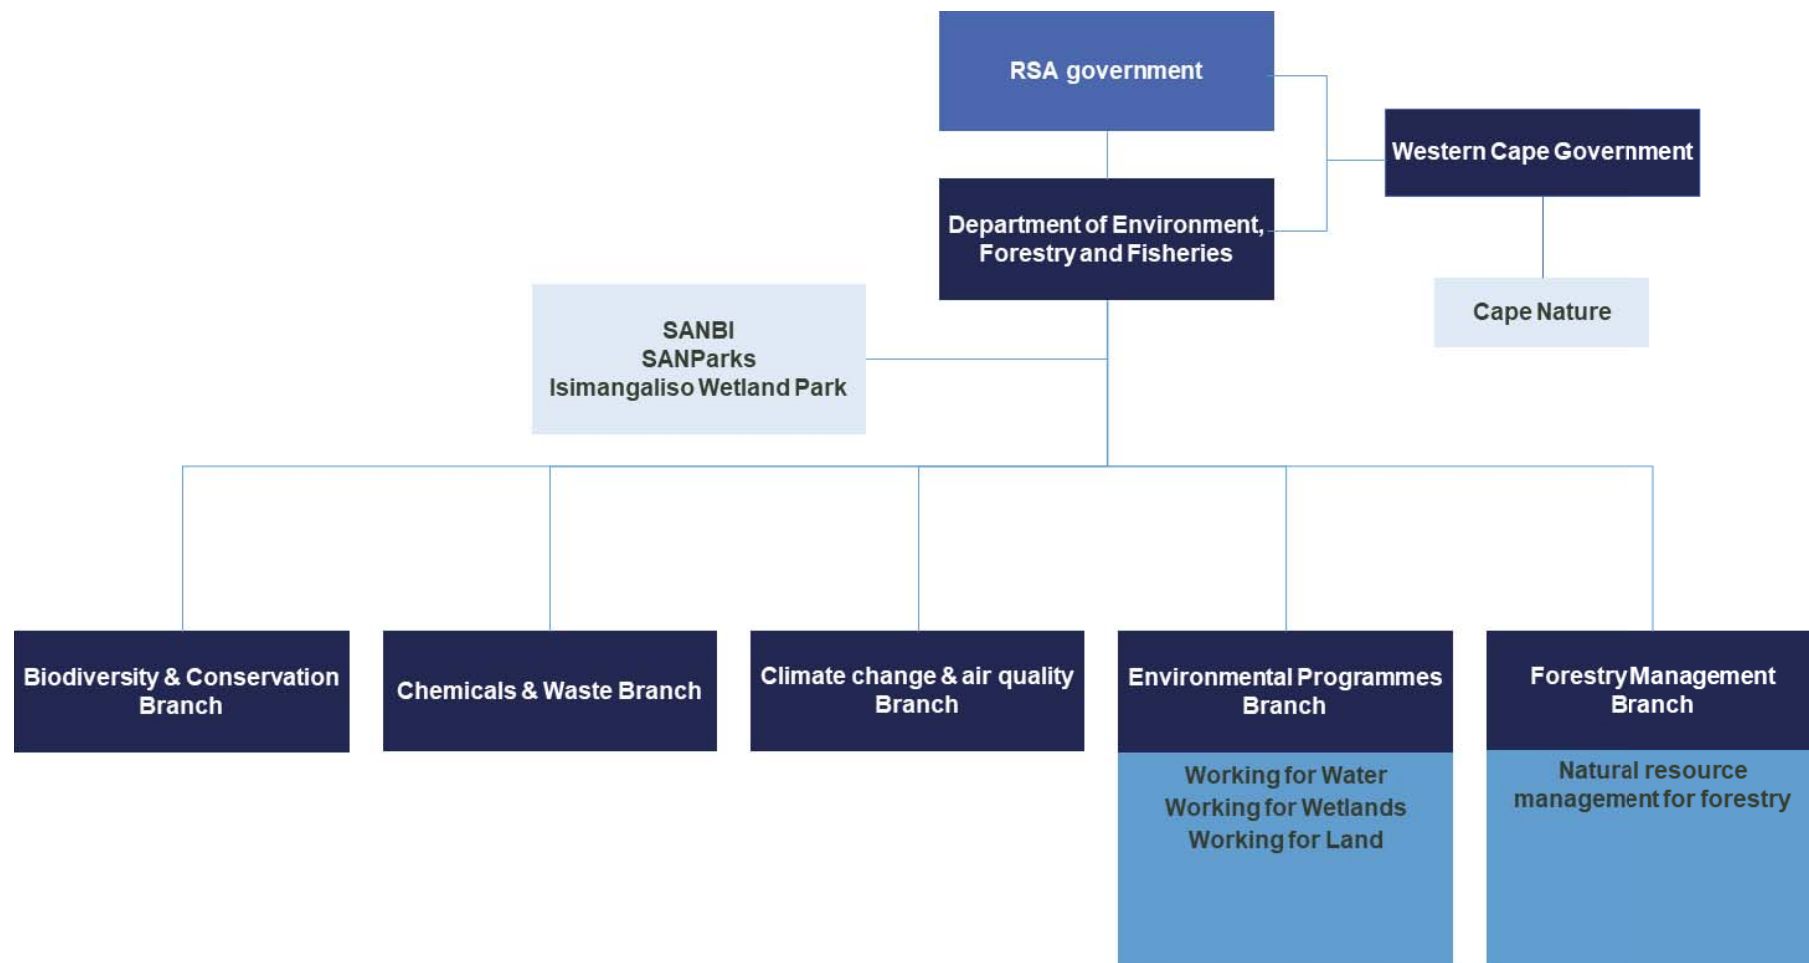 RSA government
Western Cape Government
Department of Environment,
Forestry and Fisheries
Cape Nature
SANBI
SANParks
Isimangaliso Wetland Park
Biodiversity & Conservation
Branch
Chemicals & Waste Branch
Climate change & air quality
Branch
Environmental Programmes
Branch
Working for Water
Working for Wetlands
Working for Land
Forestry Management
Branch
Natural resource
management for forestry